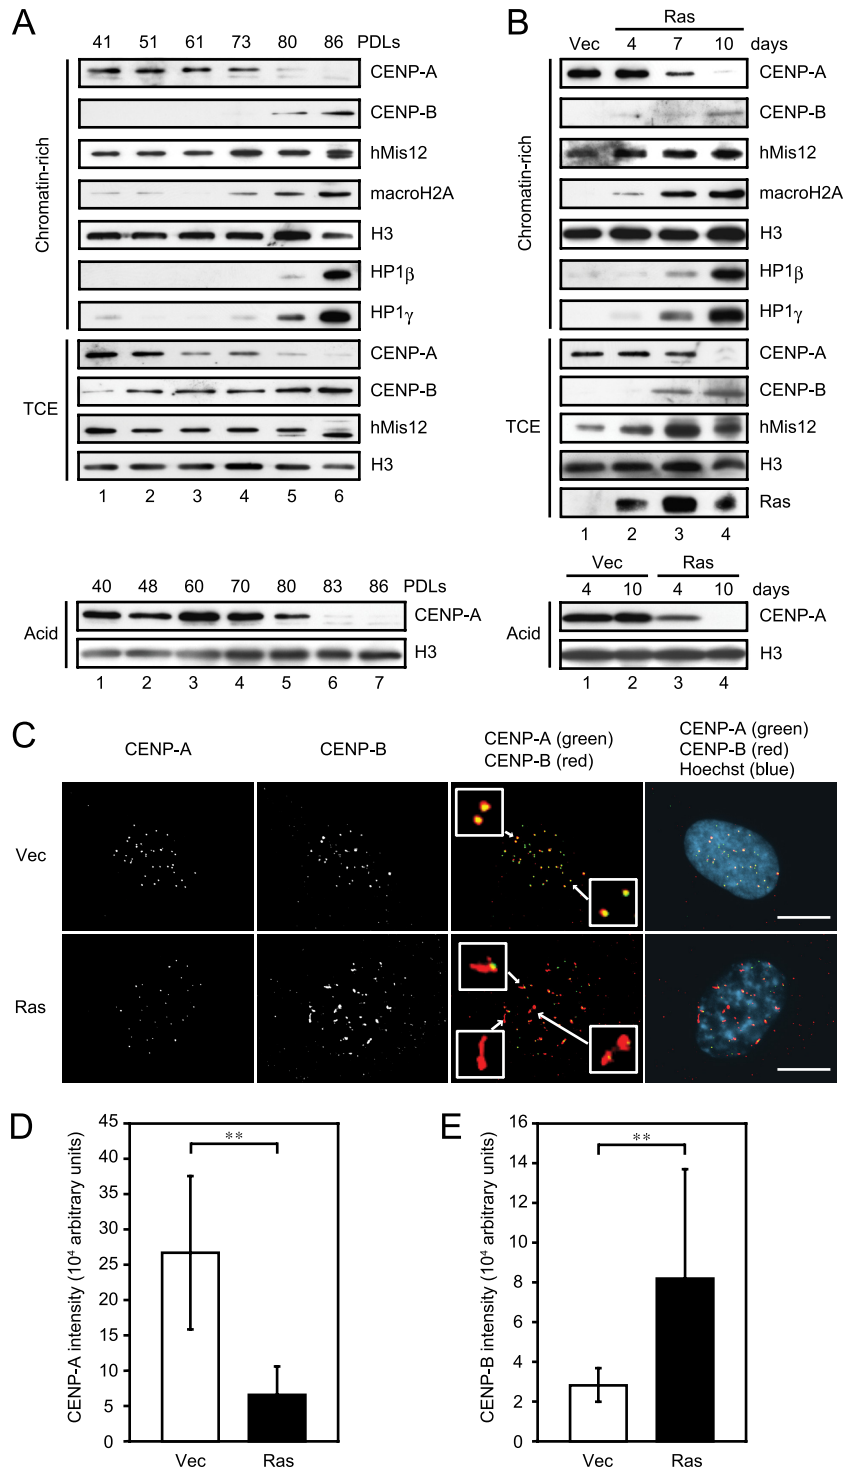 A
41 51 61 73 80 86 PDLs
Chromatin-rich
CENP-A
CENP-B
hMis12
macroH2A
H3
HP1β
HP1γ
TCE
CENP-A
CENP-B
hMis12
H3
1 2 3 4 5 6
40 48 60 70 80 83 86 PDLs
Acid
CENP-A
H3
1 2 3 4 5 6 7
B
Ras
Vec 4 7 10 days
Chromatin-rich
CENP-A
CENP-B
hMis12
macroH2A
H3
HP1β
HP1γ
TCE
CENP-A
CENP-B
hMis12
H3
Ras
1 2 3 4
Vec Ras
4 10 4 10 days
Acid
CENP-A
H3
1 2 3 4
C
CENP-A
CENP-B
CENP-A (green)
CENP-B (red)
CENP-A (green)
CENP-B (red)
Hoechst (blue)
Vec
Ras
D
CENP-A intensity (10⁴ arbitrary units)
45
40
35
30
25
20
15
10
5
0
**
Vec Ras
E
CENP-B intensity (10⁴ arbitrary units)
16
14
12
10
8
6
4
2
0
**
Vec Ras